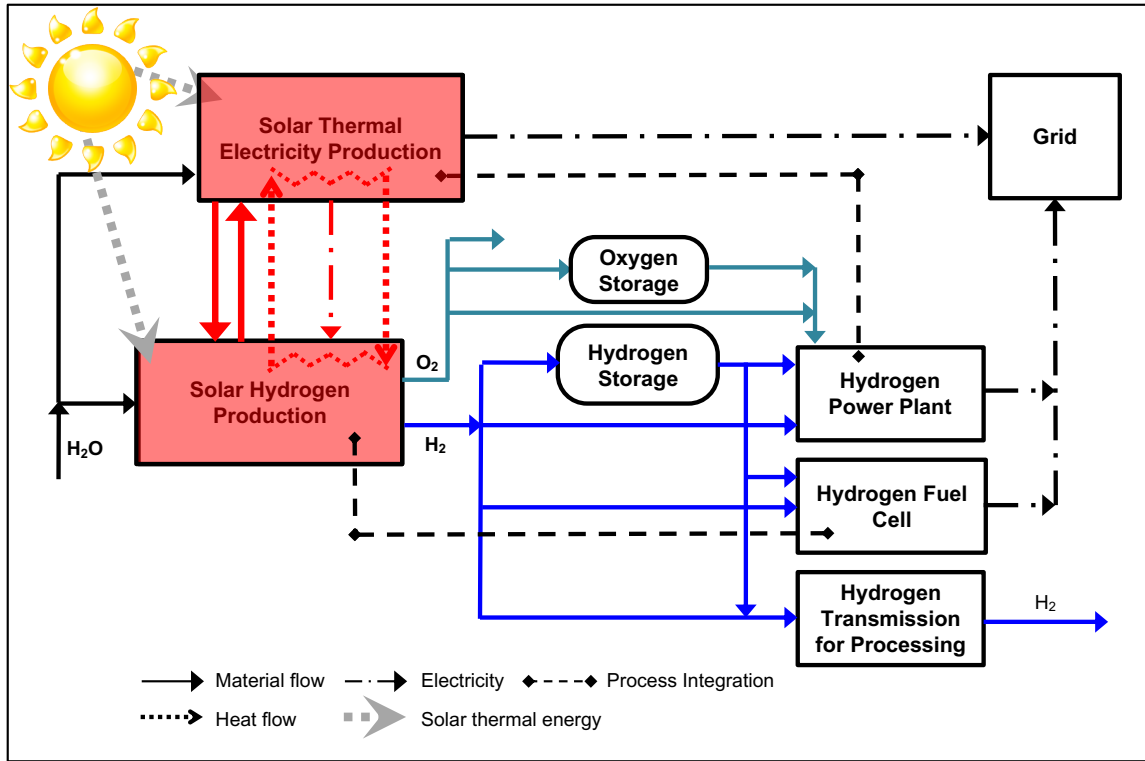 Solar Thermal
Electricity Production
Grid
Oxygen
Storage
O₂
Hydrogen
Storage
Solar Hydrogen
Production
Hydrogen
Power Plant
H₂O
H₂
Hydrogen Fuel
Cell
Hydrogen
Transmission
for Processing
H₂
Material flow
Electricity
Process Integration
Heat flow
Solar thermal energy